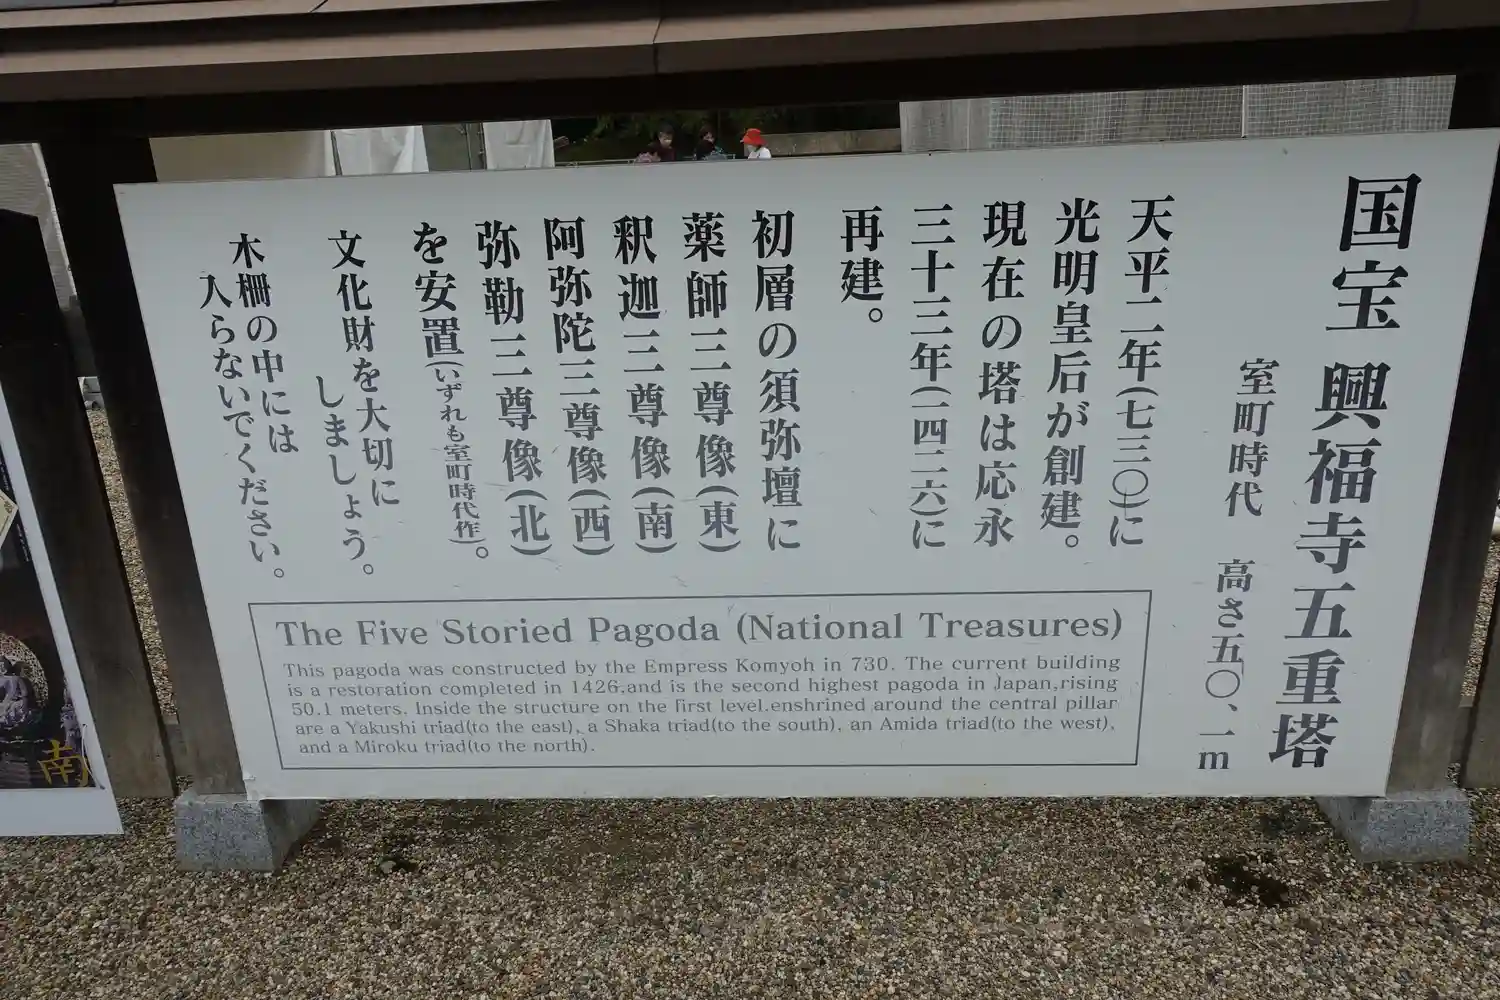 国宝 興福寺五重塔
室町時代 高さ五〇、一m
天平二年(七三〇)に
光明皇后が創建。
現在の塔は応永
三十三年(一四二六)に
再建。
初層の須弥壇に
薬師三尊像(東)
釈迦三尊像(南)
阿弥陀三尊像(西)
弥勒三尊像(北)
を安置(いずれも室町時代作)。
文化財を大切に
しましょう。
木柵の中には
入らないでください。
The Five Storied Pagoda (National Treasures)
This pagoda was constructed by the Empress Komyoh in 730. The current building
is a restoration completed in 1426.and is the second highest pagoda in Japan,rising
50.1 meters. Inside the structure on the first level.enshrined around the central pillar
are a Yakushi triad(to the east), a Shaka triad(to the south), an Amida triad(to the west),
and a Miroku triad(to the north).
南